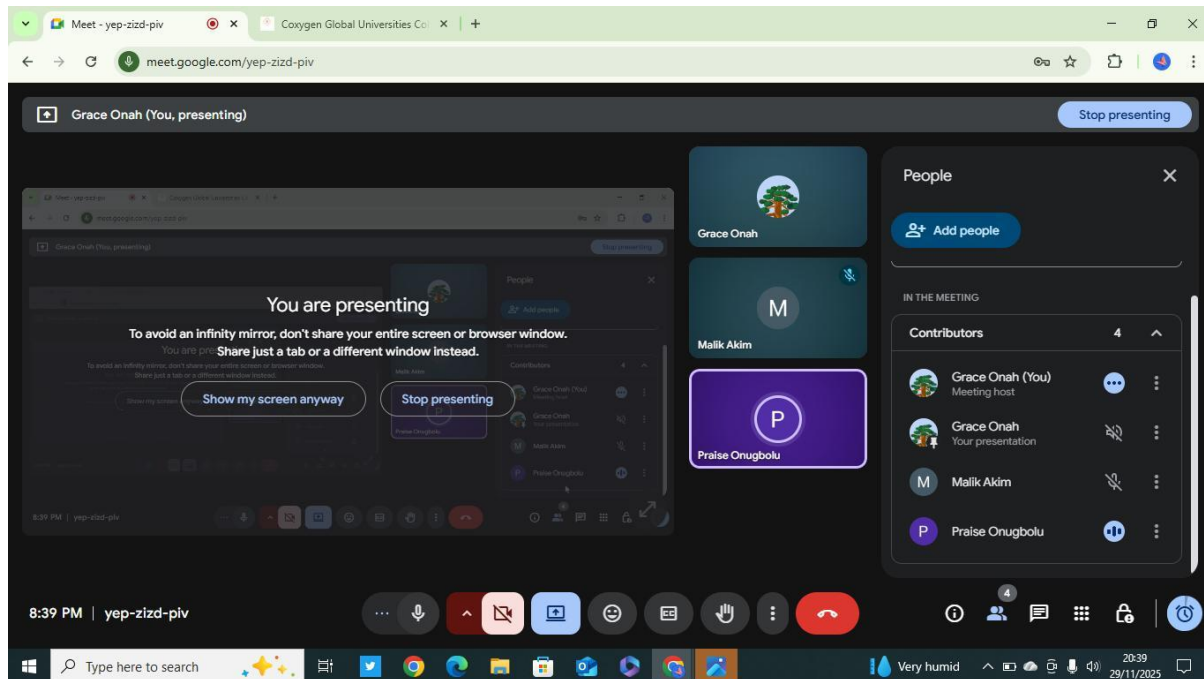 Meet - yep-zizd-piv
Coxygen Global Universities Co
meet.google.com/yep-zizd-piv
Grace Onah (You, presenting)
Stop presenting
You are presenting
To avoid an infinity mirror, don't share your entire screen or browser window.
Share just a tab or a different window instead.
Show my screen anyway
Stop presenting
Grace Onah
M
Malik Akim
P
Praise Onugbolu
People
Add people
IN THE MEETING
Contributors 4
Grace Onah (You)
Meeting host
Grace Onah
Your presentation
M Malik Akim
P Praise Onugbolu
8:39 PM | yep-zizd-piv
CC
4
Type here to search
Very humid
20:39
29/11/2025